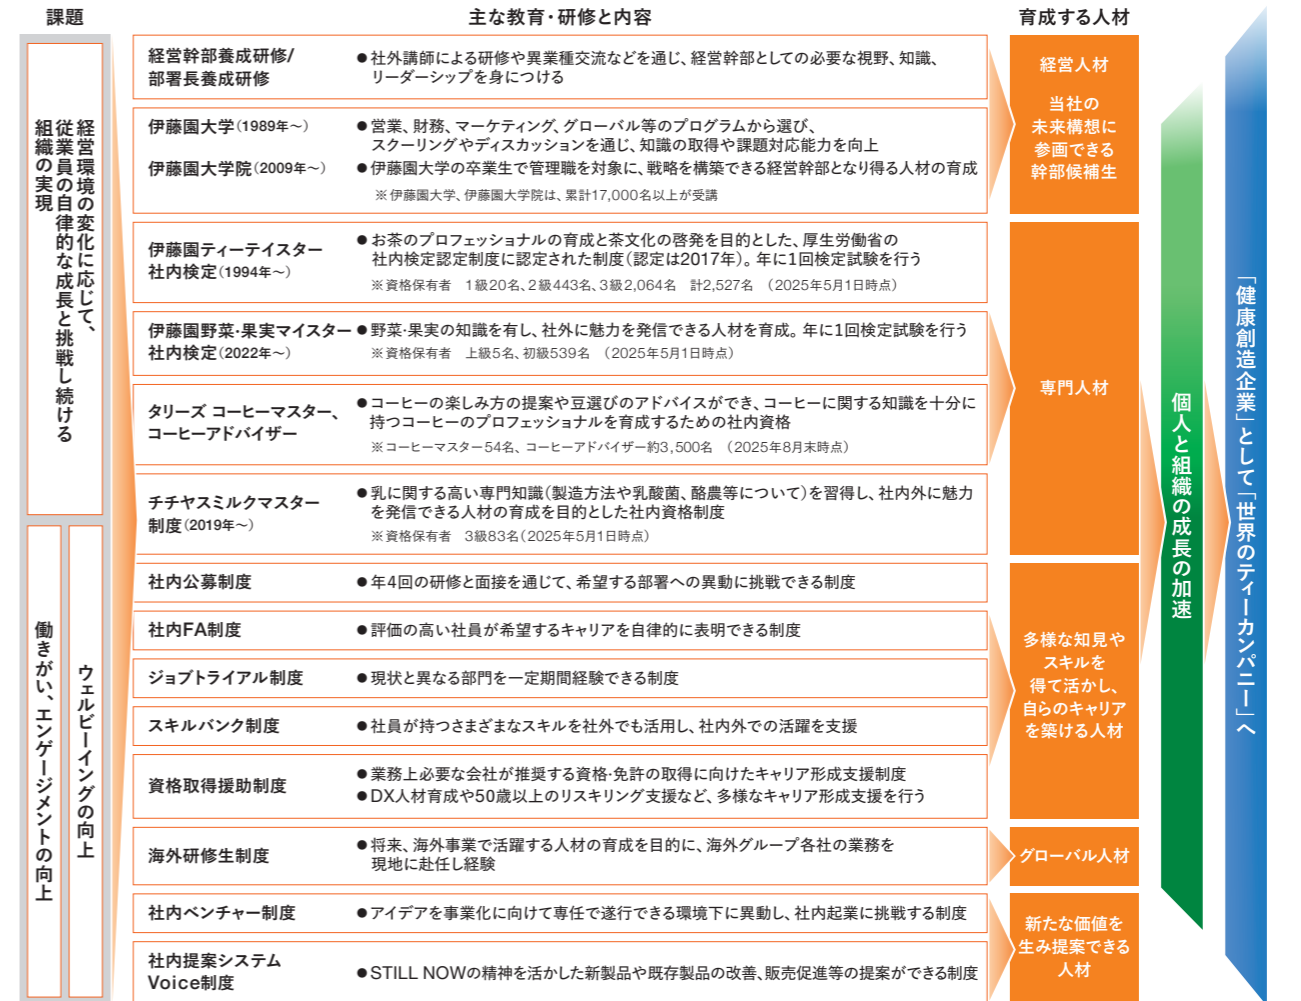 課題
主な教育・研修と内容
育成する人材
経営環境の変化に応じて、
従業員の自律的な成長と挑戦し続ける
組織の実現
働きがい、エンゲージメントの向上
ウェルビーイングの向上
経営幹部養成研修/
部署長養成研修
●社外講師による研修や異業種交流などを通じ、経営幹部としての必要な視野、知識、
リーダーシップを身につける
伊藤園大学（1989年〜）
●営業、財務、マーケティング、グローバル等のプログラムから選び、
スクーリングやディスカッションを通じ、知識の取得や課題対応能力を向上
伊藤園大学院（2009年〜）
●伊藤園大学の卒業生で管理職を対象に、戦略を構築できる経営幹部となり得る人材の育成
※伊藤園大学、伊藤園大学院は、累計17,000名以上が受講
経営人材
当社の
未来構想に
参画できる
幹部候補生
伊藤園ティーテイスター
社内検定（1994年〜）
●お茶のプロフェッショナルの育成と茶文化の啓発を目的とした、厚生労働省の
社内検定認定制度に認定された制度（認定は2017年）。年に1回検定試験を行う
※資格保有者　1級20名、2級443名、3級2,064名　計2,527名　（2025年5月1日時点）
伊藤園野菜・果実マイスター
社内検定（2022年〜）
●野菜・果実の知識を有し、社外に魅力を発信できる人材を育成。年に1回検定試験を行う
※資格保有者　上級5名、初級539名　（2025年5月1日時点）
タリーズ コーヒーマスター、
コーヒーアドバイザー
●コーヒーの楽しみ方の提案や豆選びのアドバイスができ、コーヒーに関する知識を十分に
持つコーヒーのプロフェッショナルを育成するための社内資格
※コーヒーマスター54名、コーヒーアドバイザー約3,500名　（2025年8月末時点）
チチヤスミルクマスター
制度（2019年〜）
●乳に関する高い専門知識（製造方法や乳酸菌、酪農等について）を習得し、社内外に魅力
を発信できる人材の育成を目的とした社内資格制度
※資格保有者　3級83名（2025年5月1日時点）
専門人材
社内公募制度
●年4回の研修と面接を通じて、希望する部署への異動に挑戦できる制度
社内FA制度
●評価の高い社員が希望するキャリアを自律的に表明できる制度
ジョブトライアル制度
●現状と異なる部門を一定期間経験できる制度
スキルバンク制度
●社員が持つさまざまなスキルを社外でも活用し、社内外での活躍を支援
資格取得援助制度
●業務上必要な会社が推奨する資格・免許の取得に向けたキャリア形成支援制度
●DX人材育成や50歳以上のリスキリング支援など、多様なキャリア形成支援を行う
多様な知見や
スキルを
得て活かし、
自らのキャリア
を築ける人材
海外研修生制度
●将来、海外事業で活躍する人材の育成を目的に、海外グループ各社の業務を
現地に赴任し経験
グローバル人材
社内ベンチャー制度
●アイデアを事業化に向けて専任で遂行できる環境下に異動し、社内起業に挑戦する制度
社内提案システム
Voice制度
●STILL NOWの精神を活かした新製品や既存製品の改善、販売促進等の提案ができる制度
新たな価値を
生み提案できる
人材
個人と組織の成長の加速
「健康創造企業」として「世界のティーカンパニー」へ